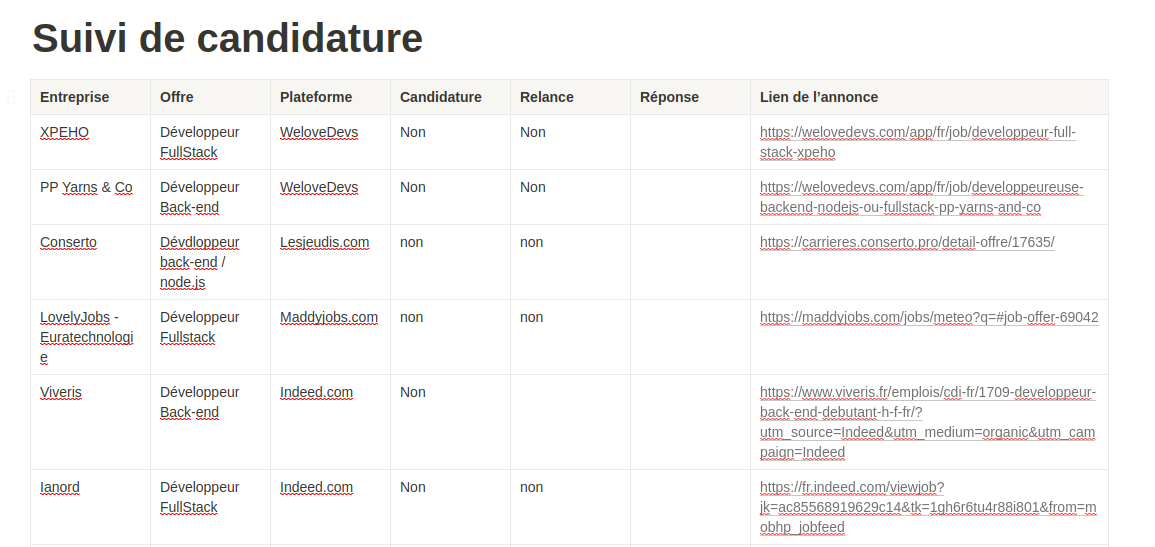 Suivi de candidature
Entreprise Offre Plateforme Candidature Relance Réponse Lien de l’annonce
XPEHO Développeur WeloveDevs Non Non https://welovedevs.com/app/fr/job/developpeur-full-
FullStack stack-xpeho
PP Yarns & Co Développeur WeloveDevs Non Non https://welovedevs.com/app/fr/job/developpeureuse-
Back-end backend-nodejs-ou-fullstack-pp-yarns-and-co
Conserto Dévdloppeur Lesjeudis.com non non https://carrieres.conserto.pro/detail-offre/17635/
back-end /
node.js
LovelyJobs - Développeur Maddyjobs.com non non https://maddyjobs.com/jobs/meteo?q=#job-offer-69042
Euratechnologi Fullstack
e
Viveris Développeur Indeed.com Non https://www.viveris.fr/emplois/cdi-fr/1709-developpeur-
Back-end back-end-debutant-h-f-fr/?
utm_source=Indeed&utm_medium=organic&utm_cam
paign=Indeed
Ianord Développeur Indeed.com Non non https://fr.indeed.com/viewjob?
FullStack jk=ac85568919629c14&tk=1gh6r6tu4r88i801&from=m
obhp_jobfeed